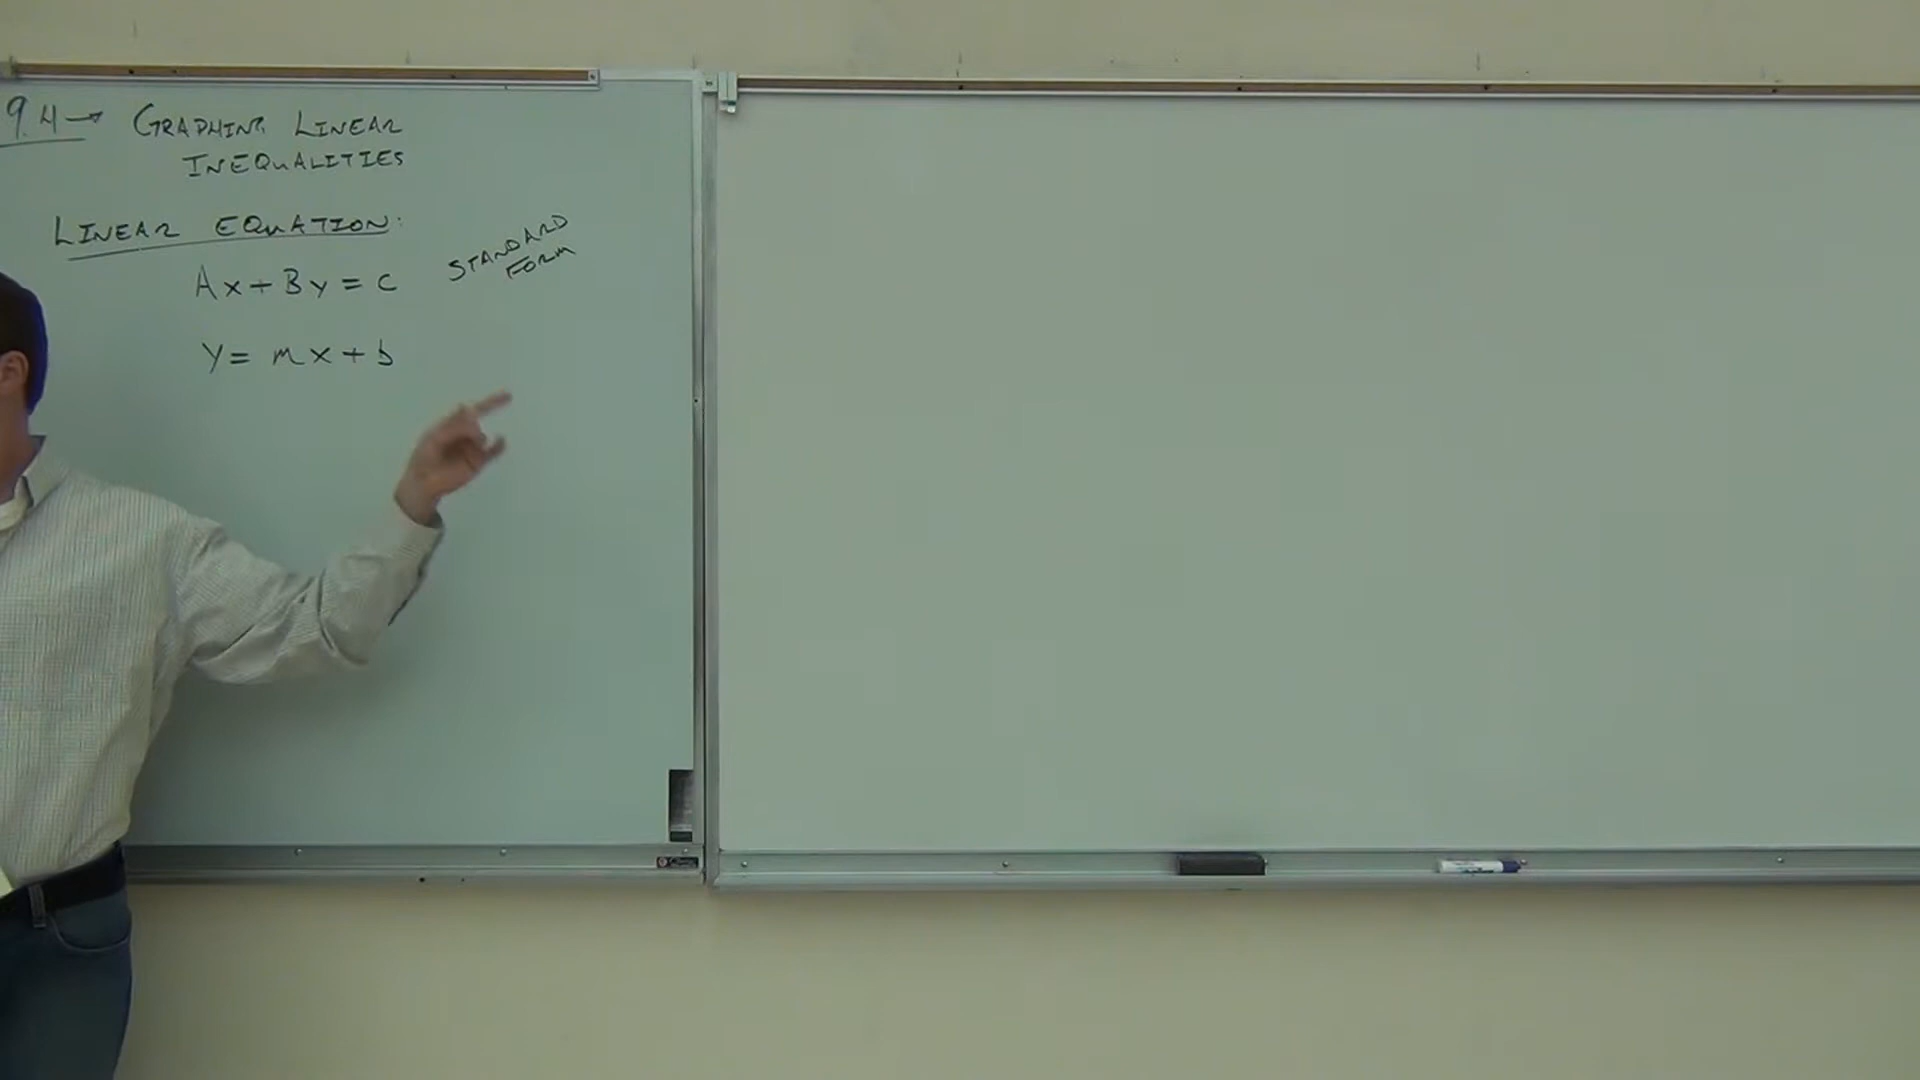 9.4 → GRAPHING LINEAR
INEQUALITIES
LINEAR EQUATION:
Ax + By = C
STANDARD
FORM
y = mx + b